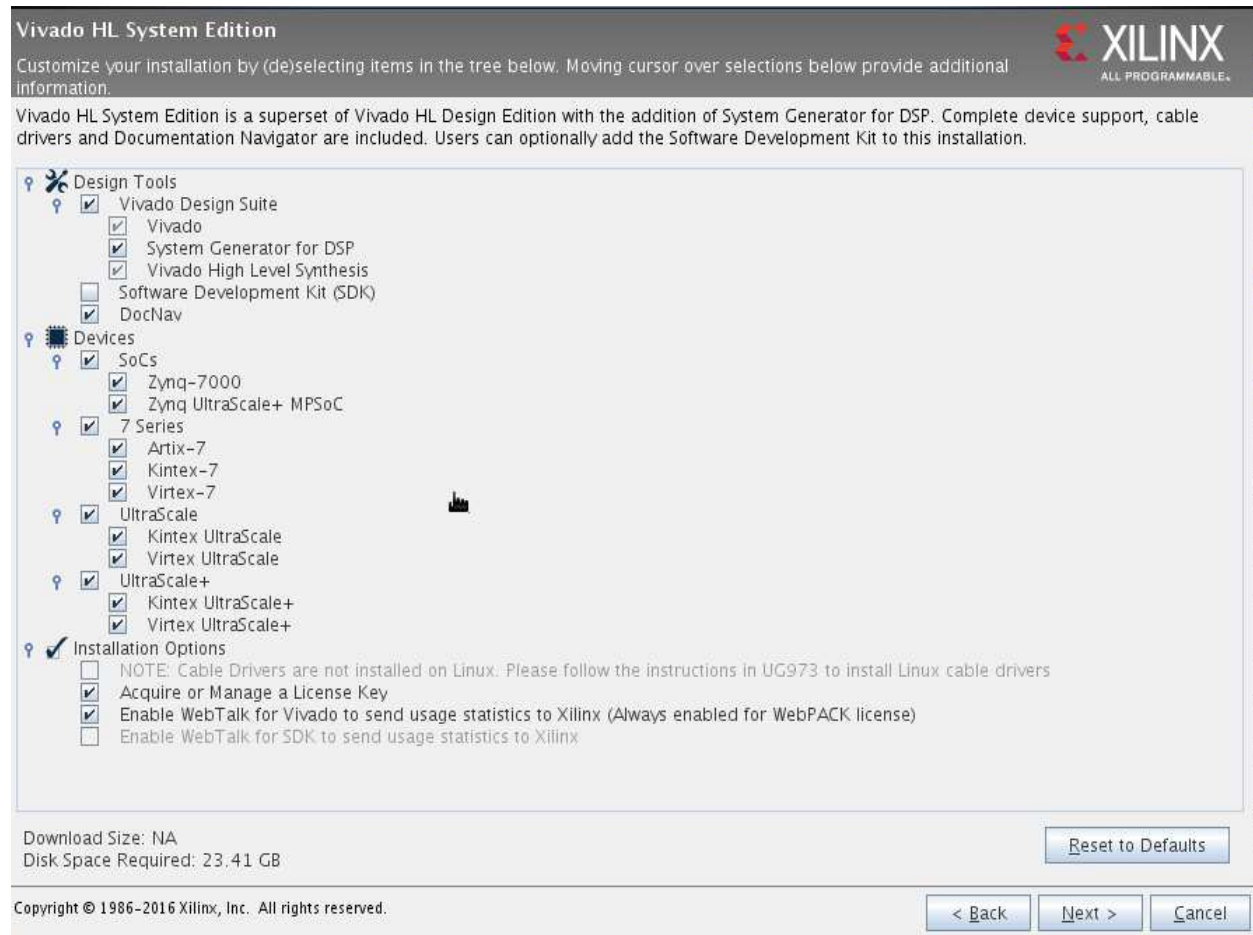 Vivado HL System Edition
XILINX
ALL PROGRAMMABLE.
Customize your installation by (de)selecting items in the tree below. Moving cursor over selections below provide additional
information.
Vivado HL System Edition is a superset of Vivado HL Design Edition with the addition of System Generator for DSP. Complete device support, cable
drivers and Documentation Navigator are included. Users can optionally add the Software Development Kit to this installation.
Design Tools
Vivado Design Suite
Vivado
System Generator for DSP
Vivado High Level Synthesis
Software Development Kit (SDK)
DocNav
Devices
SoCs
Zynq-7000
Zynq UltraScale+ MPSoC
7 Series
Artix-7
Kintex-7
Virtex-7
UltraScale
Kintex UltraScale
Virtex UltraScale
UltraScale+
Kintex UltraScale+
Virtex UltraScale+
Installation Options
NOTE: Cable Drivers are not installed on Linux. Please follow the instructions in UG973 to install Linux cable drivers
Acquire or Manage a License Key
Enable WebTalk for Vivado to send usage statistics to Xilinx (Always enabled for WebPACK license)
Enable WebTalk for SDK to send usage statistics to Xilinx
Download Size: NA
Disk Space Required: 23.41 GB
Reset to Defaults
Copyright © 1986-2016 Xilinx, Inc. All rights reserved.
< Back
Next >
Cancel